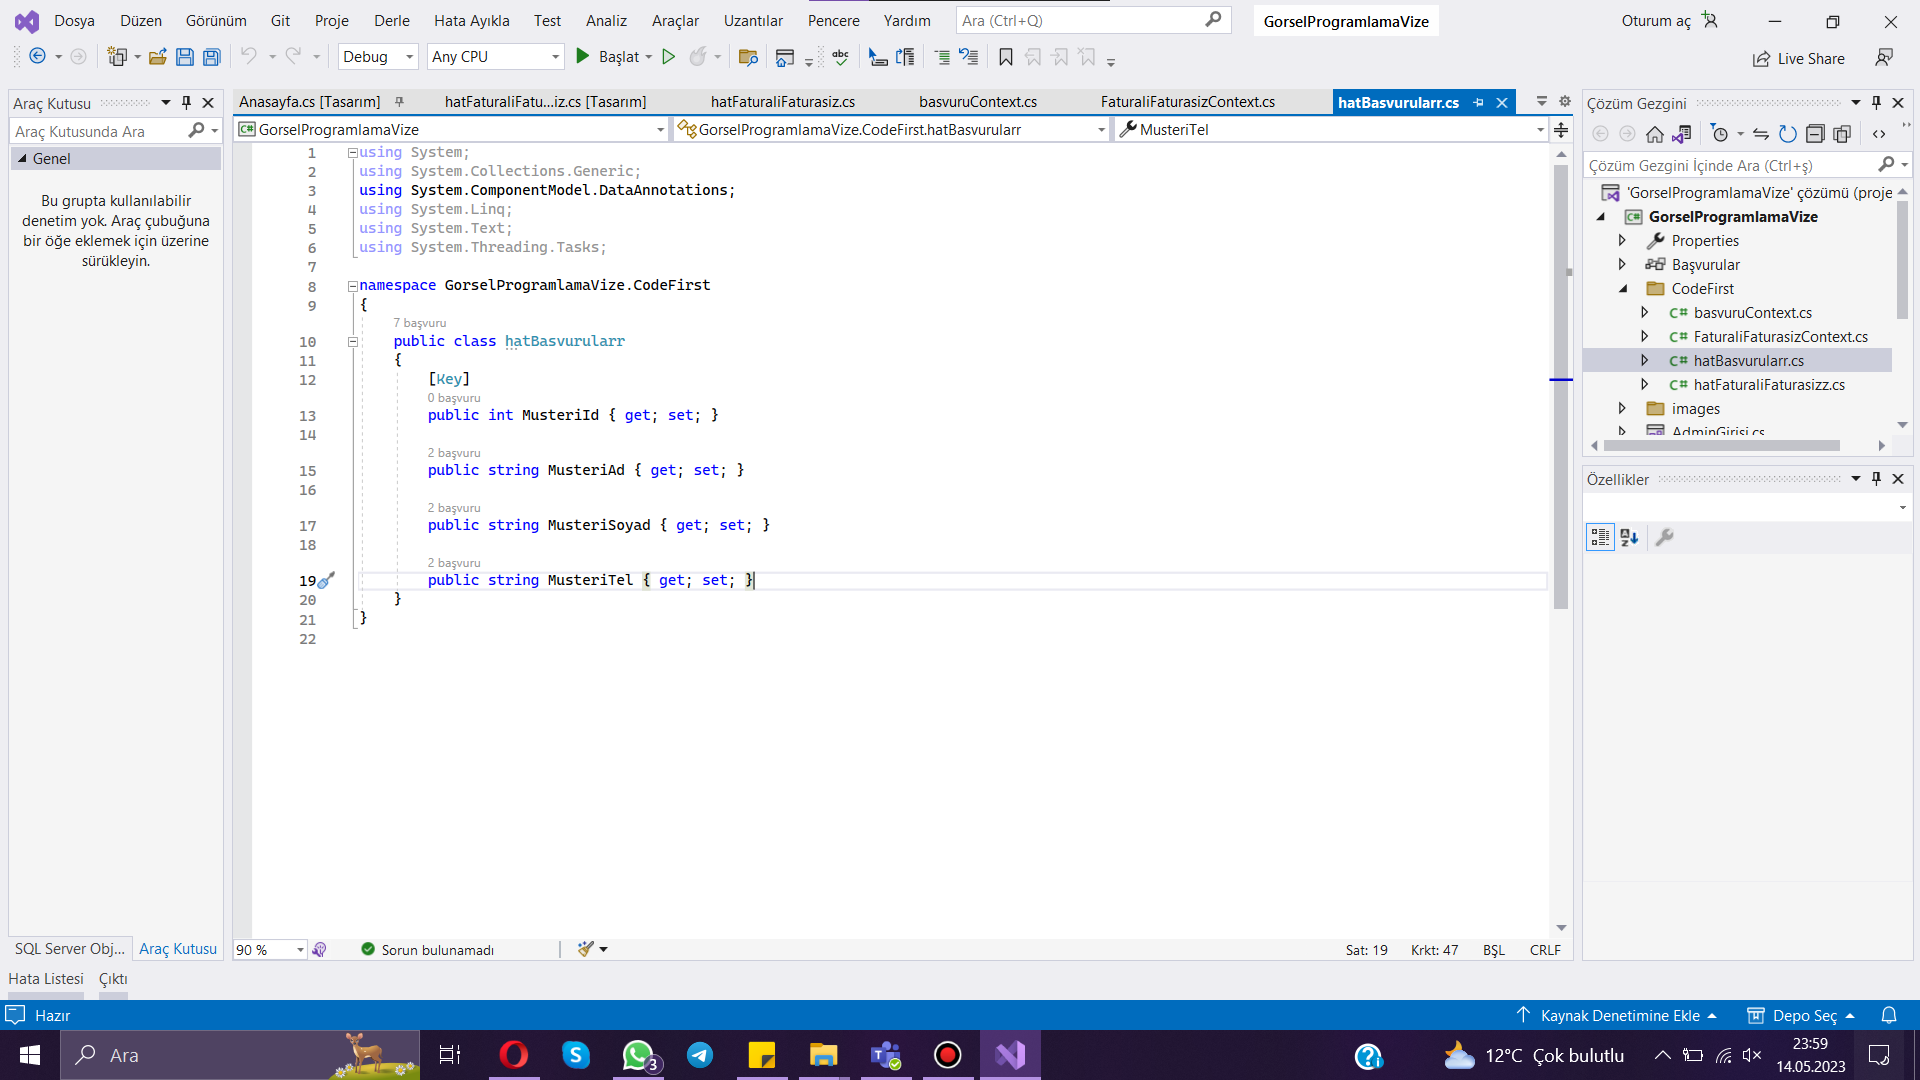 Dosya Düzen Görünüm Git Proje Derle Hata Ayıkla Test Analiz Araçlar Uzantılar Pencere Yardım Ara (Ctrl+Q) GorselProgramlamaVize Oturum aç
Debug Any CPU Başlat abc Live Share
Araç Kutusu
Araç Kutusunda Ara
Genel
Bu grupta kullanılabilir
denetim yok. Araç çubuğuna
bir öğe eklemek için üzerine
sürükleyin.
SQL Server Obj... Araç Kutusu
Anasayfa.cs [Tasarım] hatFaturaliFatu...iz.cs [Tasarım] hatFaturaliFaturasiz.cs basvuruContext.cs FaturaliFaturasizContext.cs hatBasvurularr.cs
GorselProgramlamaVize GorselProgramlamaVize.CodeFirst.hatBasvurularr MusteriTel
1 using System;
2 using System.Collections.Generic;
3 using System.ComponentModel.DataAnnotations;
4 using System.Linq;
5 using System.Text;
6 using System.Threading.Tasks;
7
8 namespace GorselProgramlamaVize.CodeFirst
9 {
7 başvuru
10 public class hatBasvurularr
11 {
12 [Key]
0 başvuru
13 public int MusteriId { get; set; }
14
2 başvuru
15 public string MusteriAd { get; set; }
16
2 başvuru
17 public string MusteriSoyad { get; set; }
18
2 başvuru
19 public string MusteriTel { get; set; }
20 }
21 }
22
90 % Sorun bulunamadı Sat: 19 Krkt: 47 BŞL CRLF
Çözüm Gezgini
Çözüm Gezgini İçinde Ara (Ctrl+ş)
'GorselProgramlamaVize' çözümü (proje
GorselProgramlamaVize
Properties
Başvurular
CodeFirst
basvuruContext.cs
FaturaliFaturasizContext.cs
hatBasvurularr.cs
hatFaturaliFaturasizz.cs
images
AdminGirisi.cs
Özellikler
Hata Listesi Çıktı
Hazır Kaynak Denetimine Ekle Depo Seç
Ara 3 12°C Çok bulutlu 23:59
14.05.2023